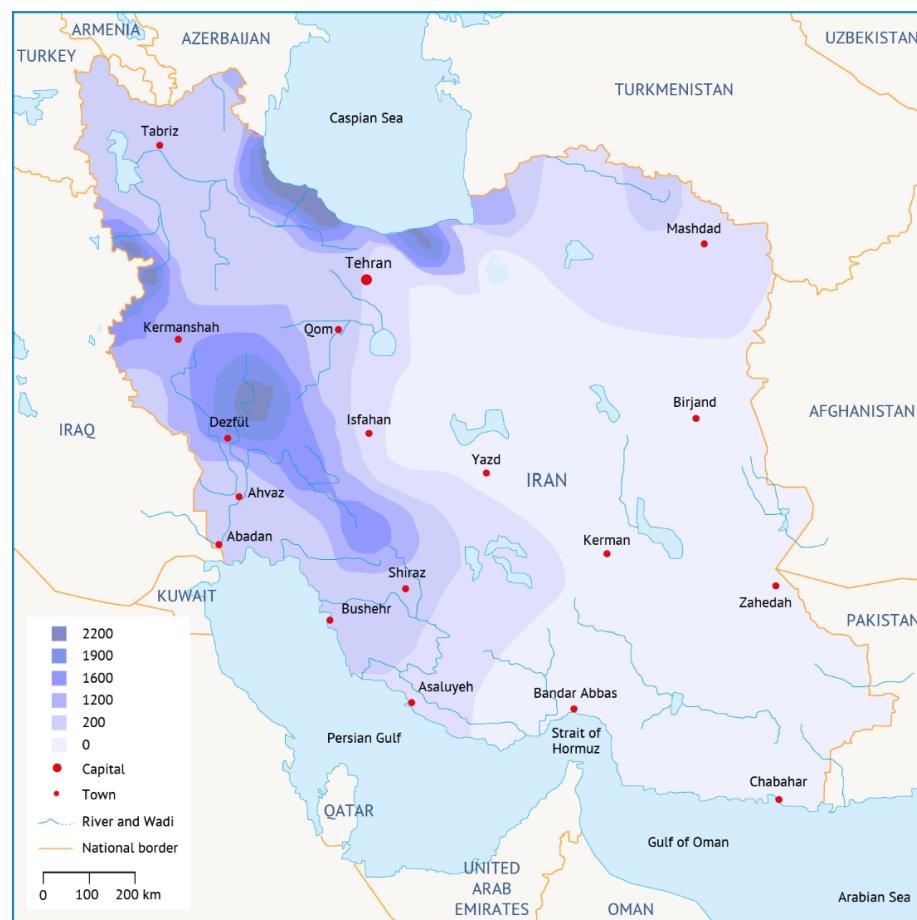 ARMENIA
AZERBAIJAN
UZBEKISTAN
TURKEY
TURKMENISTAN
Caspian Sea
Tabriz
Mashdad
Tehran
Kermanshah
Qom
Birjand
AFGHANISTAN
IRAQ
Dezfūl
Isfahan
Yazd
IRAN
Ahvaz
Abadan
Kerman
Shiraz
KUWAIT
Bushehr
Zahedah
PAKISTAN
2200
1900
1600
1200
200
0
Capital
Town
River and Wadi
National border
0 100 200 km
Asaluyeh
Bandar Abbas
Persian Gulf
Strait of
Hormuz
Chabahar
QATAR
Gulf of Oman
UNITED
ARAB
EMIRATES
OMAN
Arabian Sea